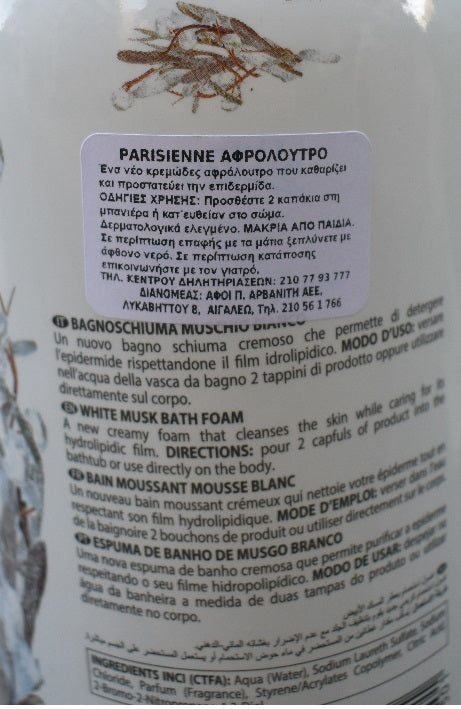 PARISIENNE ΑΦΡΟΛΟΥΤΡΟ
Ένα νέο κρεμώδες αφρόλουτρο που καθαρίζει
και προστατεύει την επιδερμίδα.
ΟΔΗΓΙΕΣ ΧΡΗΣΗΣ: Προσθέστε 2 καπάκια στη
μπανιέρα ή κατ'ευθείαν στο σώμα.
Δερματολογικά ελεγμένο. ΜΑΚΡΙΑ ΑΠΟ ΠΑΙΔΙΑ.
Σε περίπτωση επαφής με τα μάτια ξεπλύνετε με
άφθονο νερό. Σε περίπτωση κατάποσης
επικοινωνήστε με τον γιατρό.
ΤΗΛ. ΚΕΝΤΡΟΥ ΔΗΛΗΤΗΡΙΑΣΕΩΝ: 210 77 93 777
ΔΙΑΝΟΜΕΑΣ: ΑΦΟΙ Π. ΑΡΒΑΝΙΤΗ ΑΕΕ.
ΛΥΚΑΒΗΤΤΟΥ 8, ΑΙΓΑΛΕΩ, Τηλ. 210 56 1 766
IT BAGNOSCHIUMA MUSCHIO BIANCO
Un nuovo bagno schiuma cremoso che permette di detergere
l'epidermide rispettandone il film idrolipidico. MODO D'USO: versare
nell'acqua della vasca da bagno 2 tappini di prodotto oppure utilizzare
direttamente sul corpo.
EN WHITE MUSK BATH FOAM
A new creamy foam that cleanses the skin while caring for its
hydrolipidic film. DIRECTIONS: pour 2 capfuls of product into the
bathtub or use directly on the body.
FR BAIN MOUSSANT MOUSSE BLANC
Un nouveau bain moussant crémeux qui nettoie votre épiderme tout en
respectant son film hydrolipidique. MODE D'EMPLOI: verser dans l'eau
de la baignoire 2 bouchons de produit ou utiliser directement sur le corps.
PT ESPUMA DE BANHO DE MUSGO BRANCO
Uma nova espuma de banho cremosa que permite purificar a epiderme
respeitando o seu filme hidropolipídico. MODO DE USAR: despejar na
água da banheira a medida de duas tampas do produto ou utilizar
diretamente no corpo.
INGREDIENTS INCI (CTFA): Aqua (Water), Sodium Laureth Sulfate, Sodium
Chloride, Parfum (Fragrance), Styrene/Acrylates Copolymer, Citric Acid,